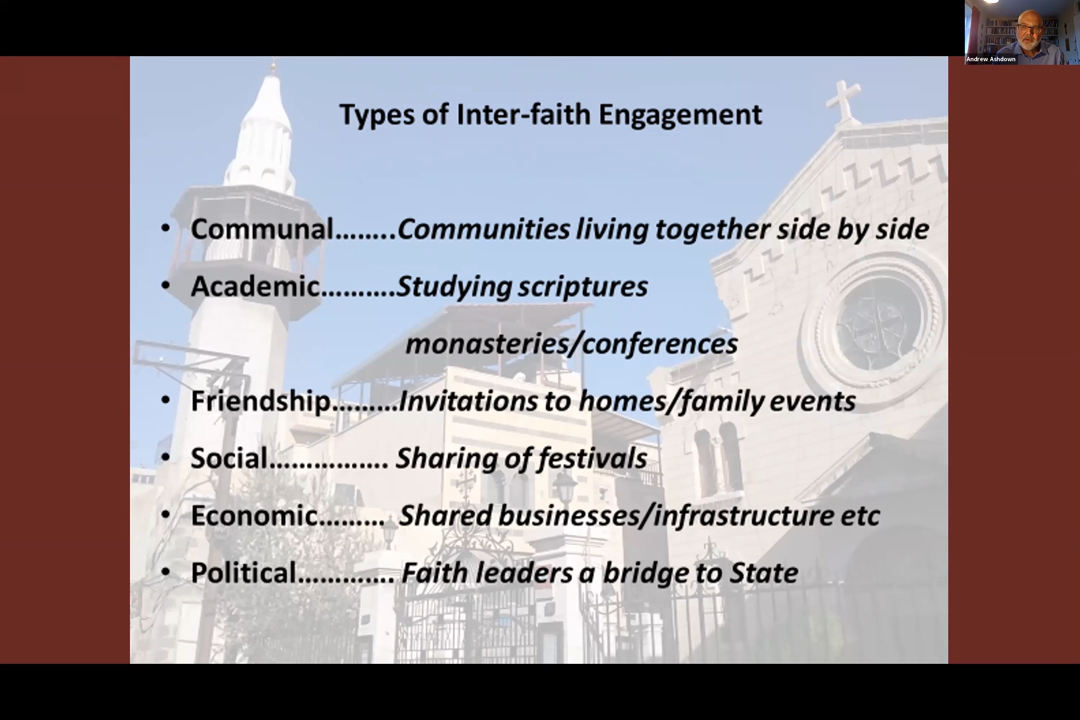 Andrew Ashdown
Types of Inter-faith Engagement
• Communal……..Communities living together side by side
• Academic……….Studying scriptures
monasteries/conferences
• Friendship………Invitations to homes/family events
• Social……………. Sharing of festivals
• Economic……… Shared businesses/infrastructure etc
• Political…………. Faith leaders a bridge to State